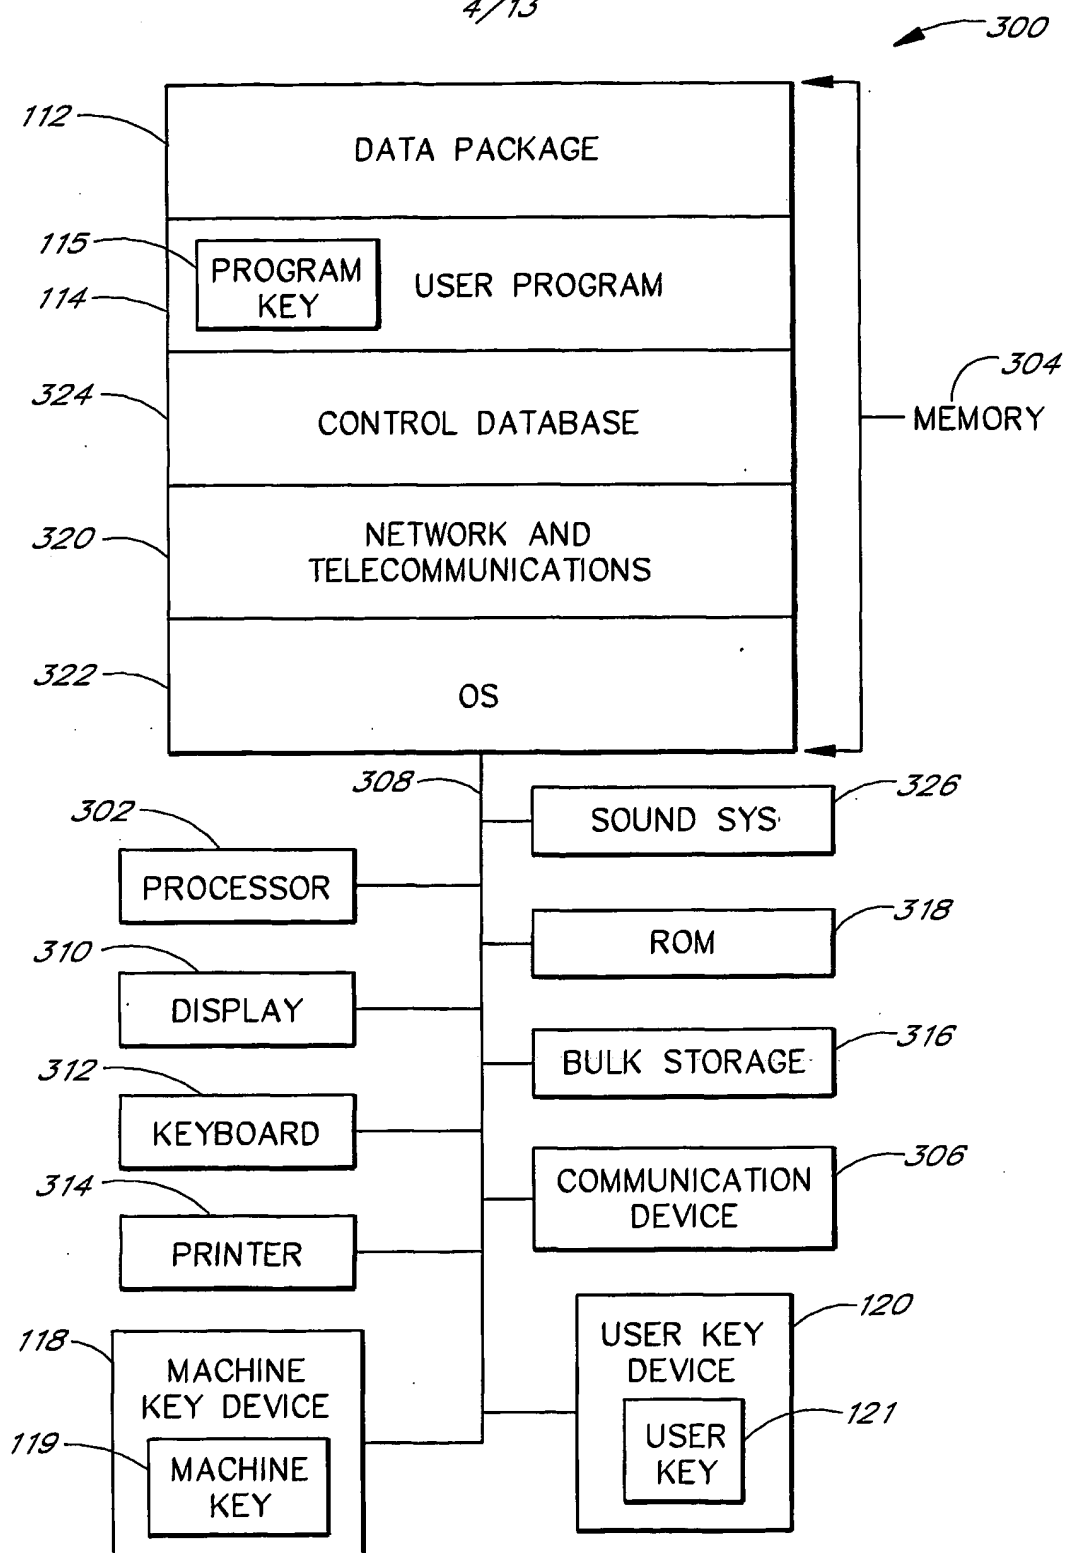 4/13
300
112
DATA PACKAGE
115
PROGRAM
KEY
USER PROGRAM
114
304
MEMORY
324
CONTROL DATABASE
320
NETWORK AND
TELECOMMUNICATIONS
322
OS
308
326
SOUND SYS
302
PROCESSOR
318
ROM
310
DISPLAY
316
BULK STORAGE
312
KEYBOARD
306
COMMUNICATION
DEVICE
314
PRINTER
120
USER KEY
DEVICE
118
MACHINE
KEY DEVICE
121
USER
KEY
119
MACHINE
KEY